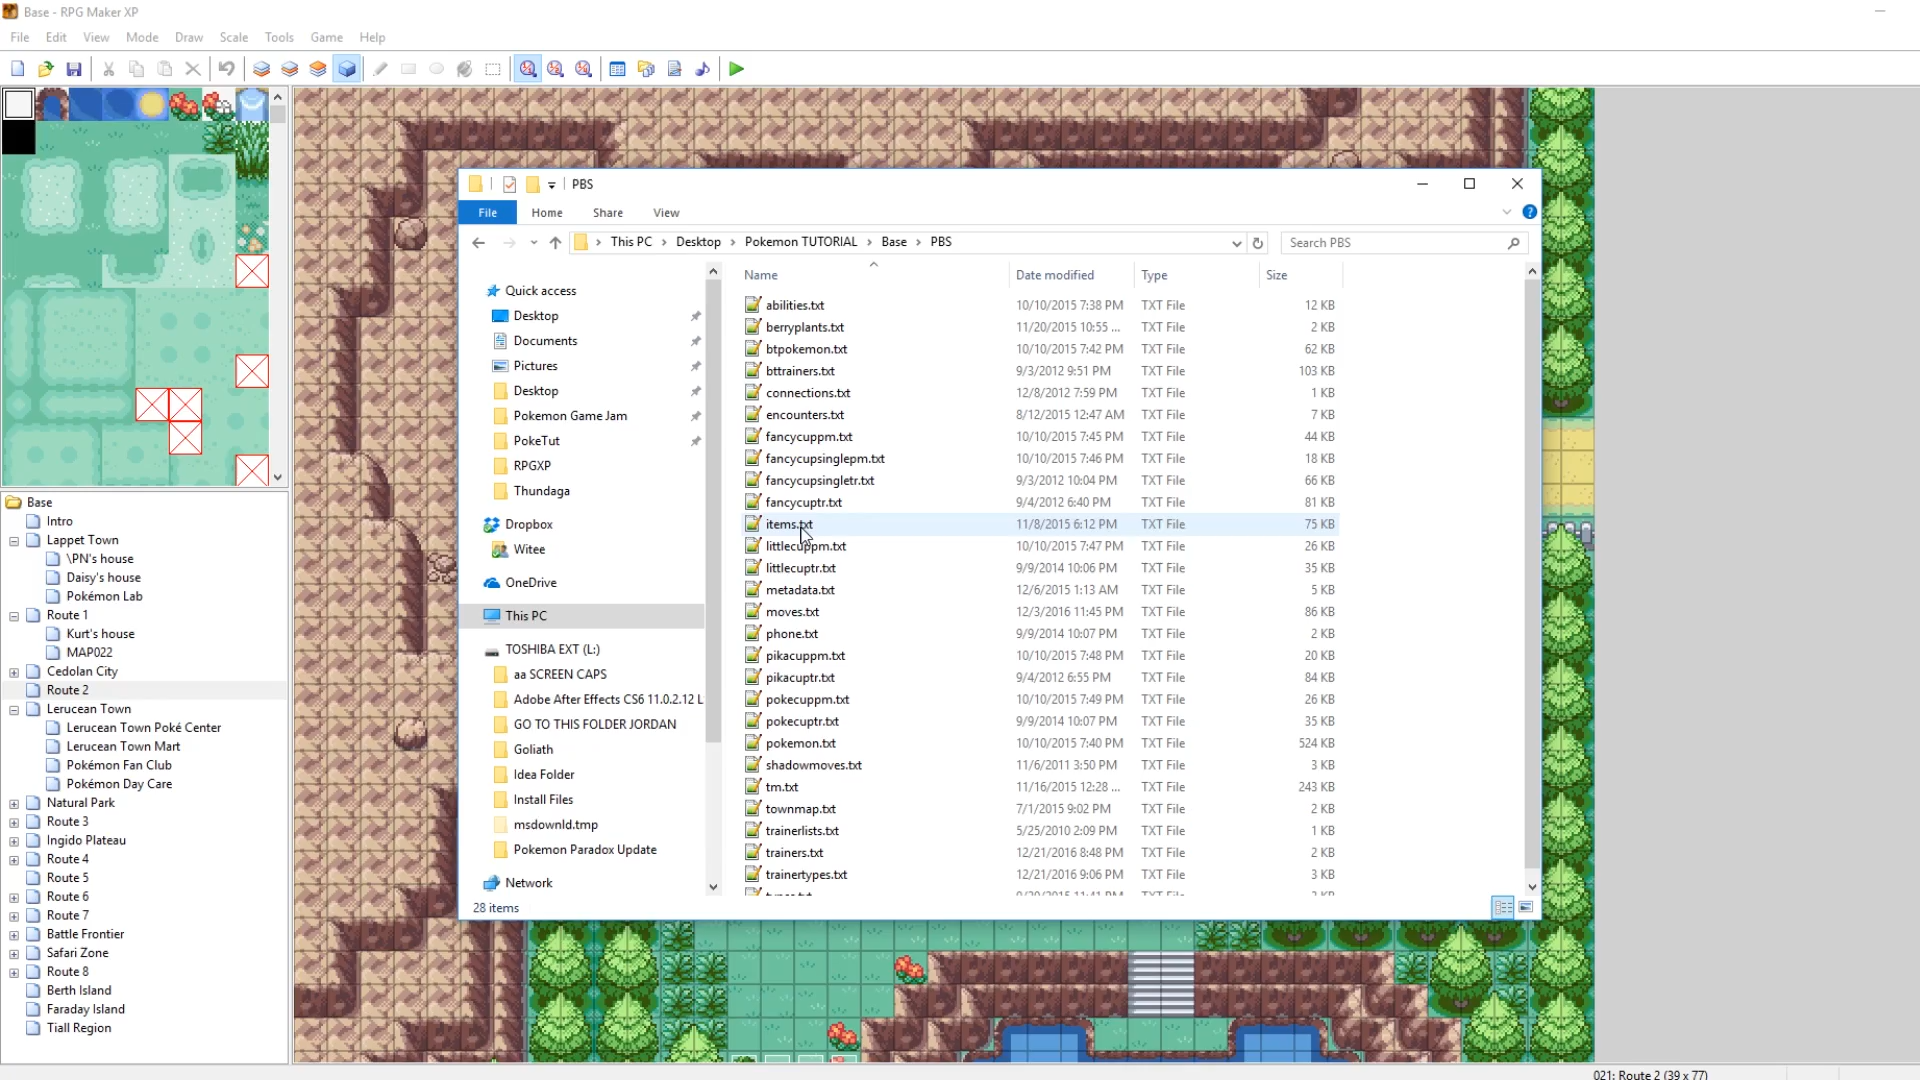 Base - RPG Maker XP
File Edit View Mode Draw Scale Tools Game Help
PBS
File Home Share View
This PC > Desktop > Pokemon TUTORIAL > Base > PBS
Search PBS
Name Date modified Type Size
Quick access
Desktop
Documents
Pictures
Desktop
Pokemon Game Jam
PokeTut
RPGXP
Thundaga
Dropbox
Witee
OneDrive
This PC
TOSHIBA EXT (L:)
aa SCREEN CAPS
Adobe After Effects CS6 11.0.2.12 L
GO TO THIS FOLDER JORDAN
Goliath
Idea Folder
Install Files
msdownld.tmp
Pokemon Paradox Update
Network
abilities.txt 10/10/2015 7:38 PM TXT File 12 KB
berryplants.txt 11/20/2015 10:55 ... TXT File 2 KB
btpokemon.txt 10/10/2015 7:42 PM TXT File 62 KB
bttrainers.txt 9/3/2012 9:51 PM TXT File 103 KB
connections.txt 12/8/2012 7:59 PM TXT File 1 KB
encounters.txt 8/12/2015 12:47 AM TXT File 7 KB
fancycuppm.txt 10/10/2015 7:45 PM TXT File 44 KB
fancycupsinglepm.txt 10/10/2015 7:46 PM TXT File 18 KB
fancycupsingletr.txt 9/3/2012 10:04 PM TXT File 66 KB
fancycuptr.txt 9/4/2012 6:40 PM TXT File 81 KB
items.txt 11/8/2015 6:12 PM TXT File 75 KB
littlecuppm.txt 10/10/2015 7:47 PM TXT File 26 KB
littlecuptr.txt 9/9/2014 10:06 PM TXT File 35 KB
metadata.txt 12/6/2015 1:13 AM TXT File 5 KB
moves.txt 12/3/2016 11:45 PM TXT File 86 KB
phone.txt 9/9/2014 10:07 PM TXT File 2 KB
pikacuppm.txt 10/10/2015 7:48 PM TXT File 20 KB
pikacuptr.txt 9/4/2012 6:55 PM TXT File 84 KB
pokecuppm.txt 10/10/2015 7:49 PM TXT File 26 KB
pokecuptr.txt 9/9/2014 10:07 PM TXT File 35 KB
pokemon.txt 10/10/2015 7:40 PM TXT File 524 KB
shadowmoves.txt 11/6/2011 3:50 PM TXT File 3 KB
tm.txt 11/16/2015 12:28 ... TXT File 243 KB
townmap.txt 7/1/2015 9:02 PM TXT File 2 KB
trainerlists.txt 5/25/2010 2:09 PM TXT File 1 KB
trainers.txt 12/21/2016 8:48 PM TXT File 2 KB
trainertypes.txt 12/21/2016 9:06 PM TXT File 3 KB
28 items
Base
Intro
Lappet Town
\PN's house
Daisy's house
Pokémon Lab
Route 1
Kurt's house
MAP022
Cedolan City
Route 2
Lerucean Town
Lerucean Town Poké Center
Lerucean Town Mart
Pokémon Fan Club
Pokémon Day Care
Natural Park
Route 3
Ingido Plateau
Route 4
Route 5
Route 6
Route 7
Battle Frontier
Safari Zone
Route 8
Berth Island
Faraday Island
Tiall Region
021: Route 2 (39 x 77)